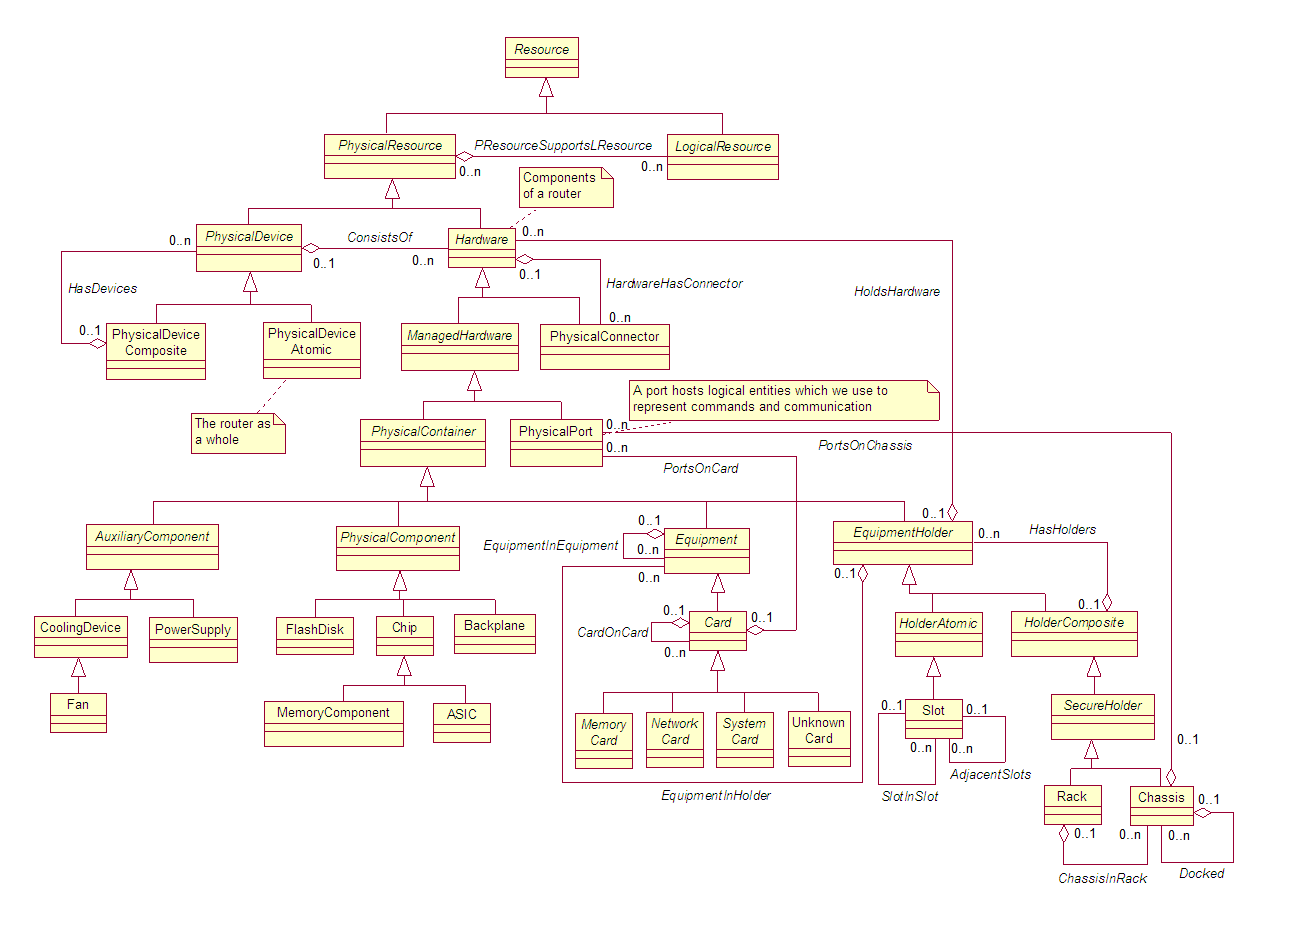 Resource
PhysicalResource
PResourceSupportsLResource
LogicalResource
0..n
0..n
Components
of a router
PhysicalDevice
ConsistsOf
Hardware
0..n
0..n
0..1
0..n
0..1
HasDevices
HardwareHasConnector
HoldsHardware
0..n
0..1
PhysicalDevice
Composite
PhysicalDevice
Atomic
ManagedHardware
PhysicalConnector
A port hosts logical entities which we use to
represent commands and communication
The router as
a whole
PhysicalContainer
PhysicalPort
0..n
0..n
PortsOnChassis
PortsOnCard
0..1
0..1
AuxiliaryComponent
PhysicalComponent
EquipmentInEquipment
0..n
Equipment
EquipmentHolder
0..n
HasHolders
0..n
0..1
0..1
CoolingDevice
PowerSupply
FlashDisk
Chip
Backplane
CardOnCard
0..1
Card
0..1
0..n
HolderAtomic
HolderComposite
Fan
MemoryComponent
ASIC
Memory
Card
Network
Card
System
Card
Unknown
Card
0..1
Slot
0..1
0..n
0..n
SecureHolder
0..1
AdjacentSlots
SlotInSlot
EquipmentInHolder
Rack
Chassis
0..1
0..1
0..n
0..n
ChassisInRack
Docked